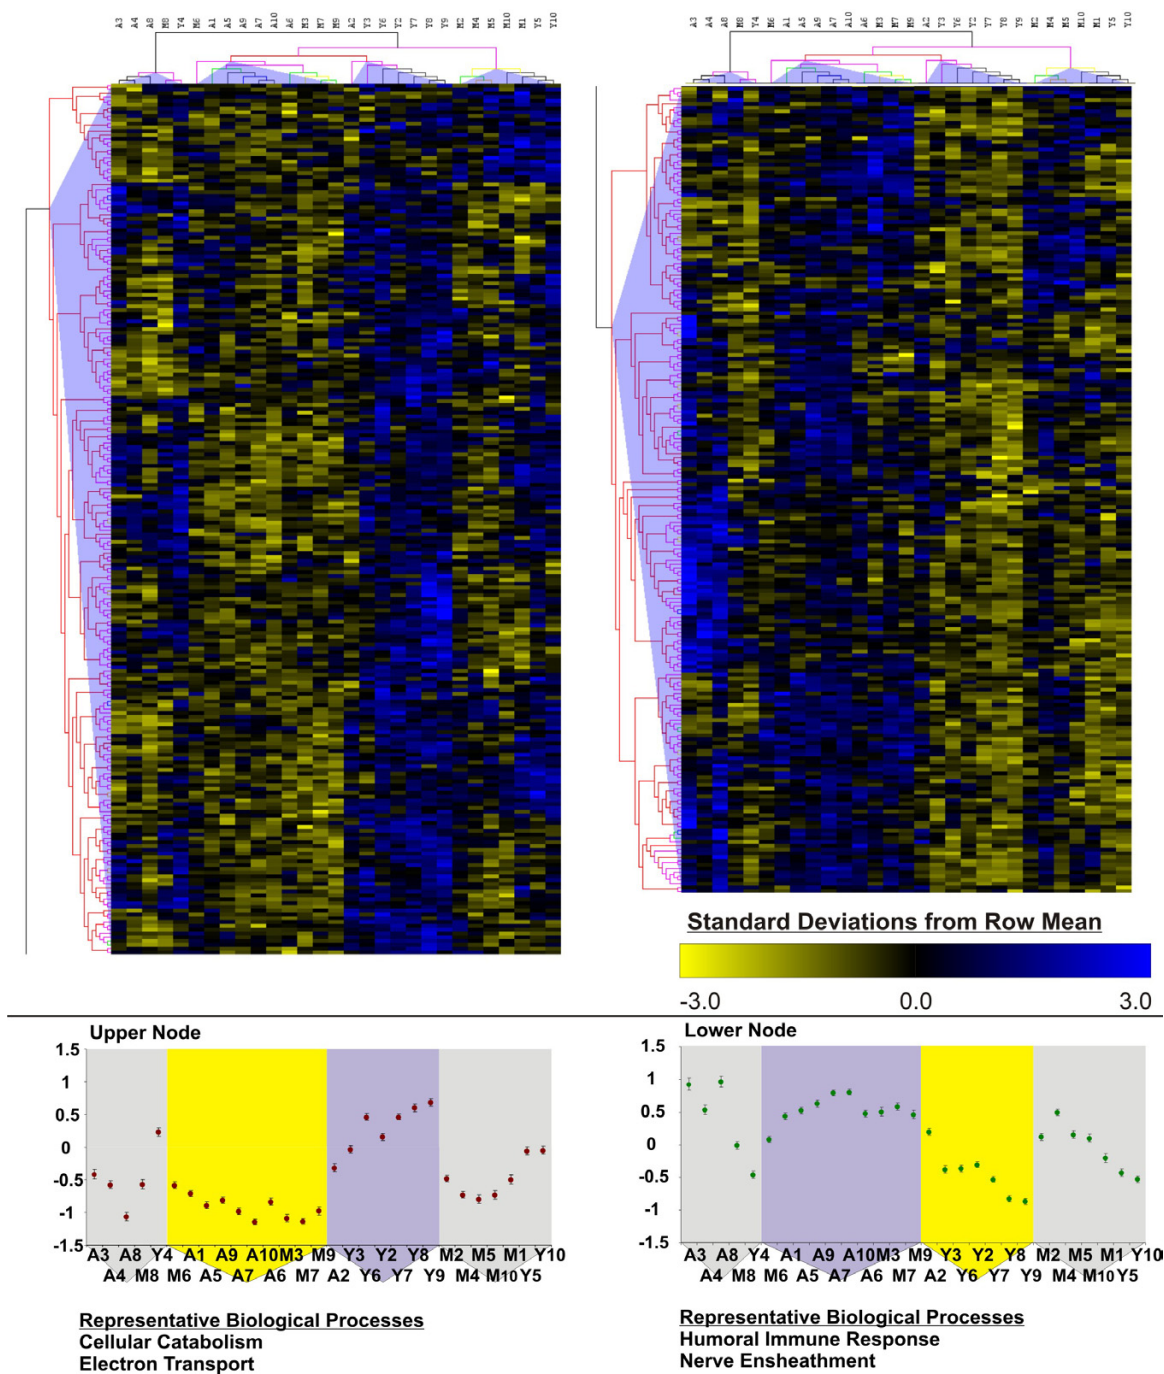 A3 A4 A8 M8 Y4 M6 A1 A5 A9 A7 A10 A6 M3 M7 M9 A2 Y3 Y6 Y2 Y7 Y8 Y9 M2 M4 M5 M10 M1 Y5 Y10
A3 A4 A8 M8 Y4 M6 A1 A5 A9 A7 A10 A6 M3 M7 M9 A2 Y3 Y6 Y2 Y7 Y8 Y9 M2 M4 M5 M10 M1 Y5 Y10
Standard Deviations from Row Mean
-3.0 0.0 3.0
Upper Node
1.5
1
0.5
0
-0.5
-1
-1.5
A3 A8 Y4 A1 A9 A10 M3 M9 Y3 Y2 Y8 M2 M5 M1 Y10
A4 M8 M6 A5 A7 A6 M7 A2 Y6 Y7 Y9 M4 M10 Y5
Representative Biological Processes
Cellular Catabolism
Electron Transport
Lower Node
1.5
1
0.5
0
-0.5
-1
-1.5
A3 A8 Y4 A1 A9 A10 M3 M9 Y3 Y2 Y8 M2 M5 M1 Y10
A4 M8 M6 A5 A7 A6 M7 A2 Y6 Y7 Y9 M4 M10 Y5
Representative Biological Processes
Humoral Immune Response
Nerve Ensheathment